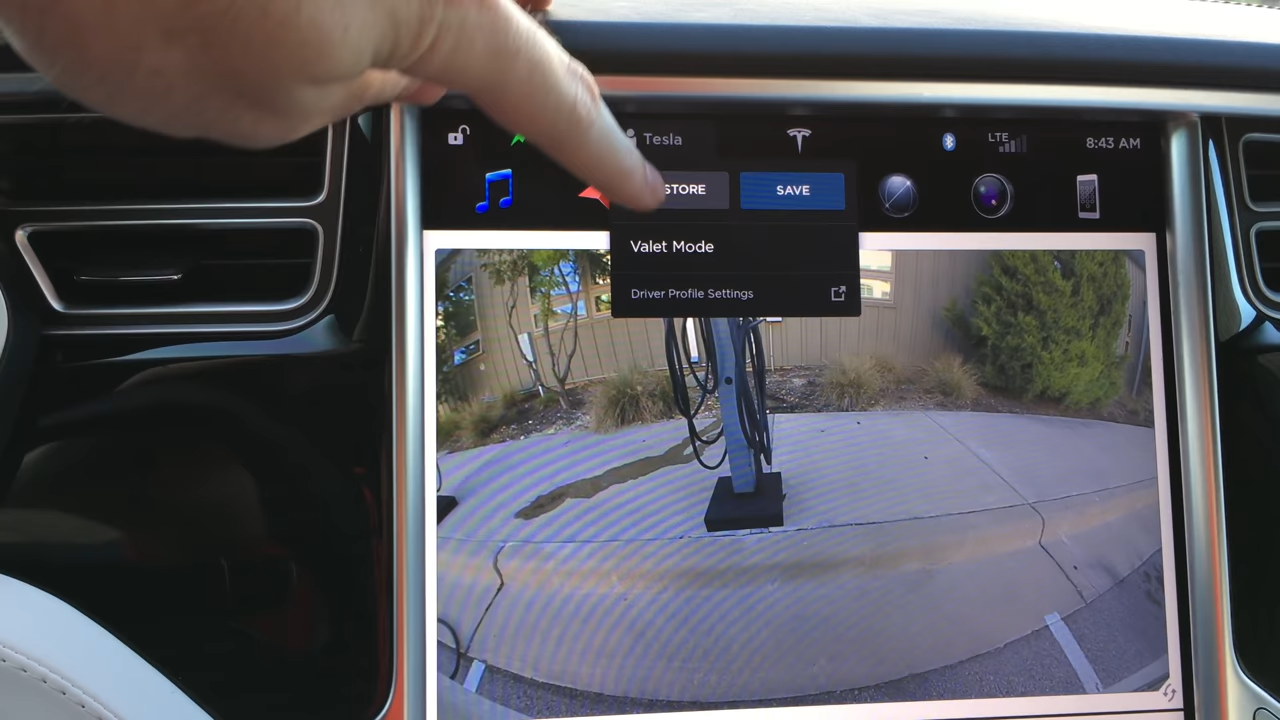 Tesla
LTE
8:43 AM
STORE
SAVE
Valet Mode
Driver Profile Settings